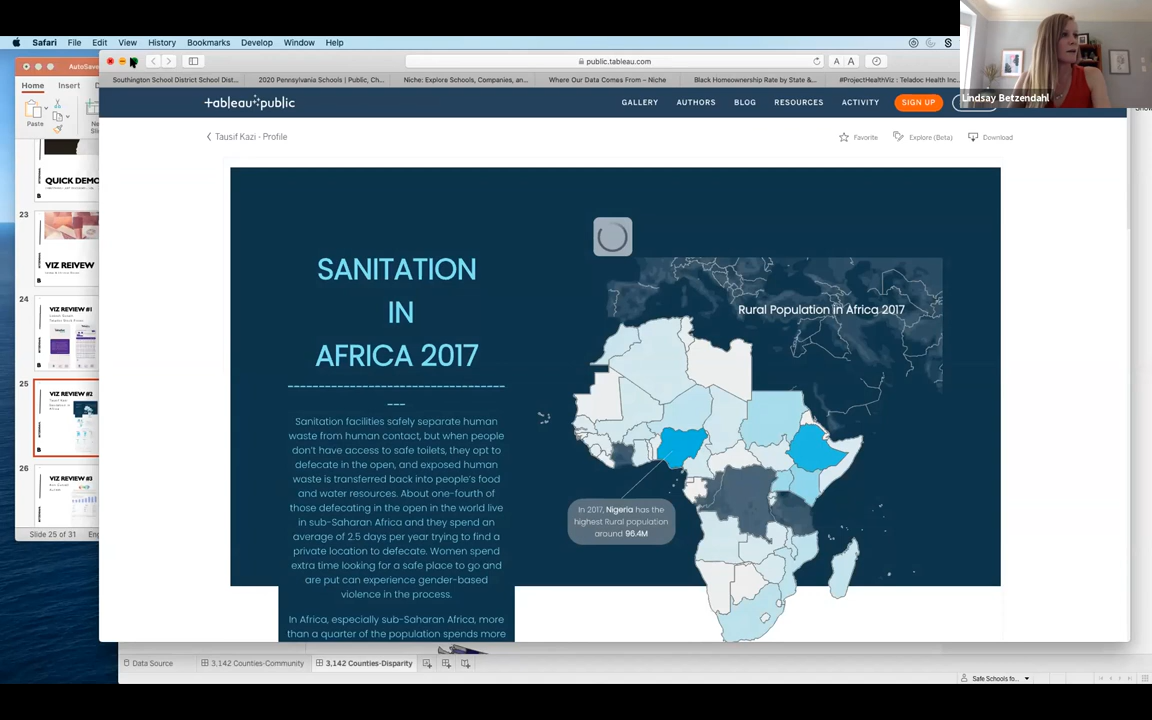 Safari File Edit View History Bookmarks Develop Window Help
AutoSave
public.tableau.com
A A
Southington School District School Dist...
2020 Pennsylvania Schools | Public, Ch...
Niche: Explore Schools, Companies, an...
Where Our Data Comes From – Niche
Black Homeownership Rate by State &...
#ProjectHealthViz : Teladoc Health Inc...
Lindsay Betzendahl
Home Insert
Paste
tableau public
GALLERY AUTHORS BLOG RESOURCES ACTIVITY SIGN UP
Tausif Kazi - Profile
Favorite Explore (Beta) Download
QUICK DEMO
23
VIZ REIVEW
24
VIZ REVIEW #1
25
VIZ REVIEW #2
26
VIZ REVIEW #3
Slide 25 of 31
SANITATION
IN
AFRICA 2017
Sanitation facilities safely separate human
waste from human contact, but when people
don't have access to safe toilets, they opt to
defecate in the open, and exposed human
waste is transferred back into people's food
and water resources. About one-fourth of
those defecating in the open in the world live
in sub-Saharan Africa and they spend an
average of 2.5 days per year trying to find a
private location to defecate. Women spend
extra time looking for a safe place to go and
are put can experience gender-based
violence in the process.
In Africa, especially sub-Saharan Africa, more
than a quarter of the population spends more
Rural Population in Africa 2017
In 2017, Nigeria has the
highest Rural population
around 96.4M
Data Source 3,142 Counties-Community 3,142 Counties-Disparity
Safe Schools fo...